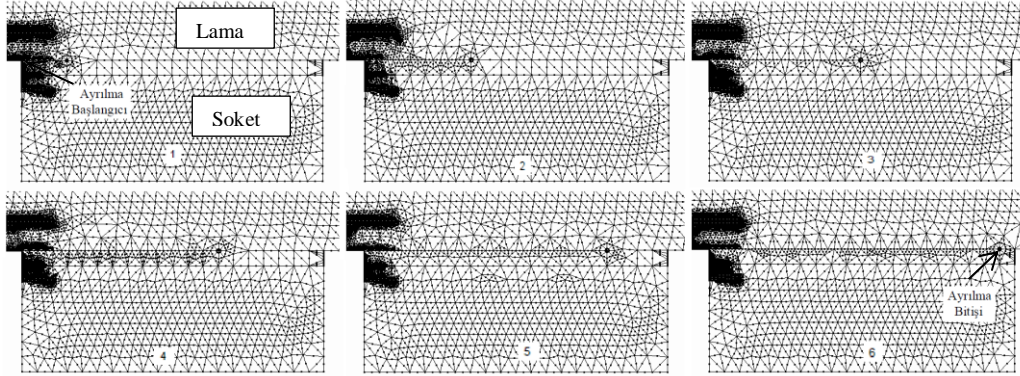 Lama
Ayrılma
Başlangıcı
Soket
1
2
3
4
5
6
Ayrılma
Bitişi